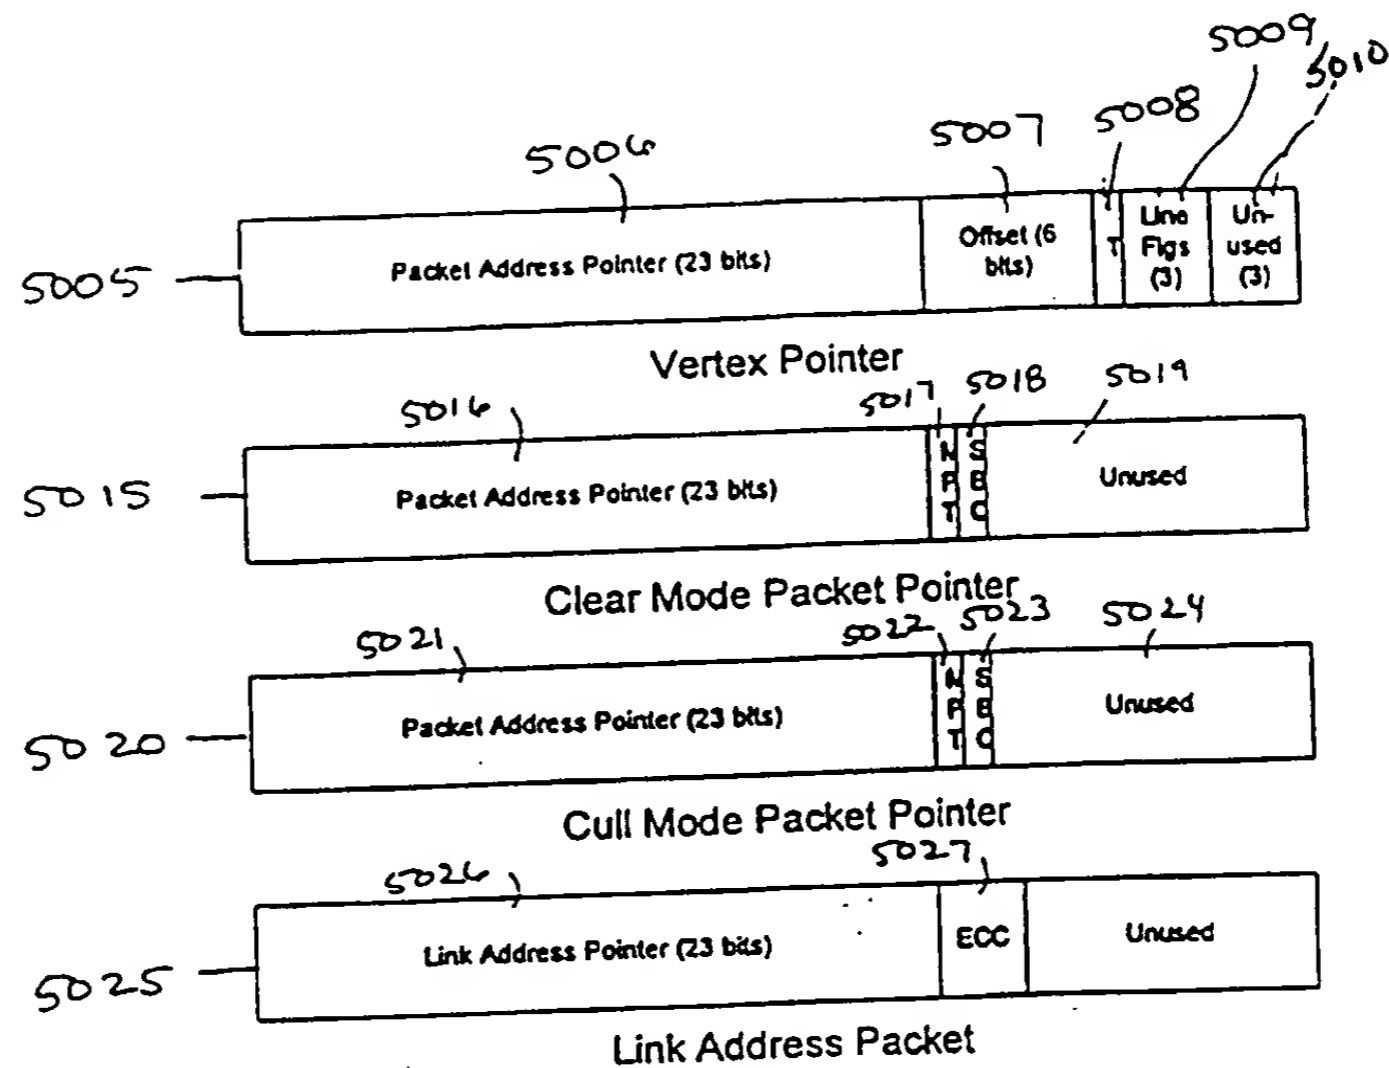 5009
5010
5008
5007
5006
5005
Packet Address Pointer (23 bits)
Offset (6
bits)
T
Line
Flgs
(3)
Un-
used
(3)
Vertex Pointer
5016
5017
5018
5019
5015
Packet Address Pointer (23 bits)
N
P
T
S
B
C
Unused
Clear Mode Packet Pointer
5021
5022
5023
5024
5020
Packet Address Pointer (23 bits)
N
P
T
S
B
C
Unused
Cull Mode Packet Pointer
5026
5027
5025
Link Address Pointer (23 bits)
ECC
Unused
Link Address Packet